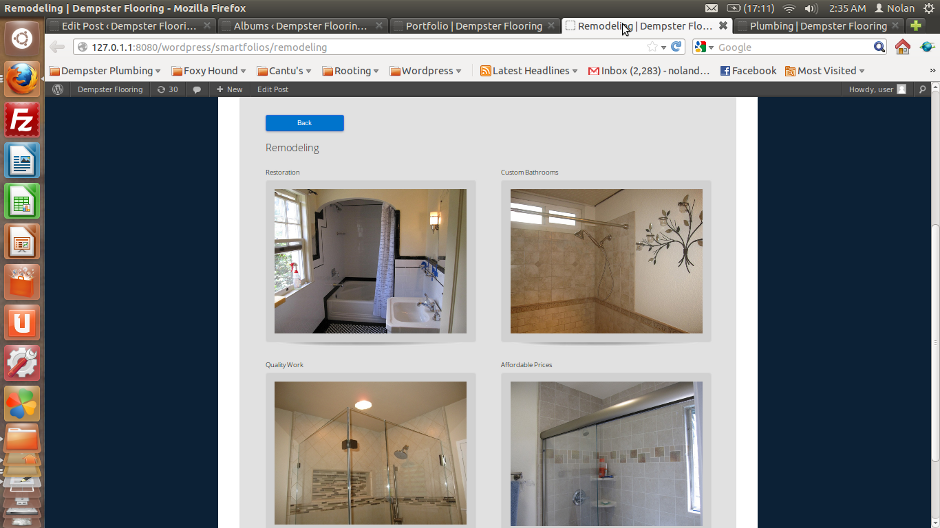 Remodeling | Dempster Flooring - Mozilla Firefox
(17:11)
2:35 AM
Nolan
Edit Post ‹ Dempster Floori...
Albums ‹ Dempster Floorin...
Portfolio | Dempster Flooring
Remodeling | Dempster Flo...
Plumbing | Dempster Flooring
127.0.1.1:8080/wordpress/smartfolios/remodeling
Google
Dempster Plumbing
Foxy Hound
Cantu's
Rooting
Wordpress
Latest Headlines
Inbox (2,283) - noland...
Facebook
Most Visited
»
Dempster Flooring
30
+ New
Edit Post
Howdy, user
Back
Remodeling
Restoration
Custom Bathrooms
Quality Work
Affordable Prices